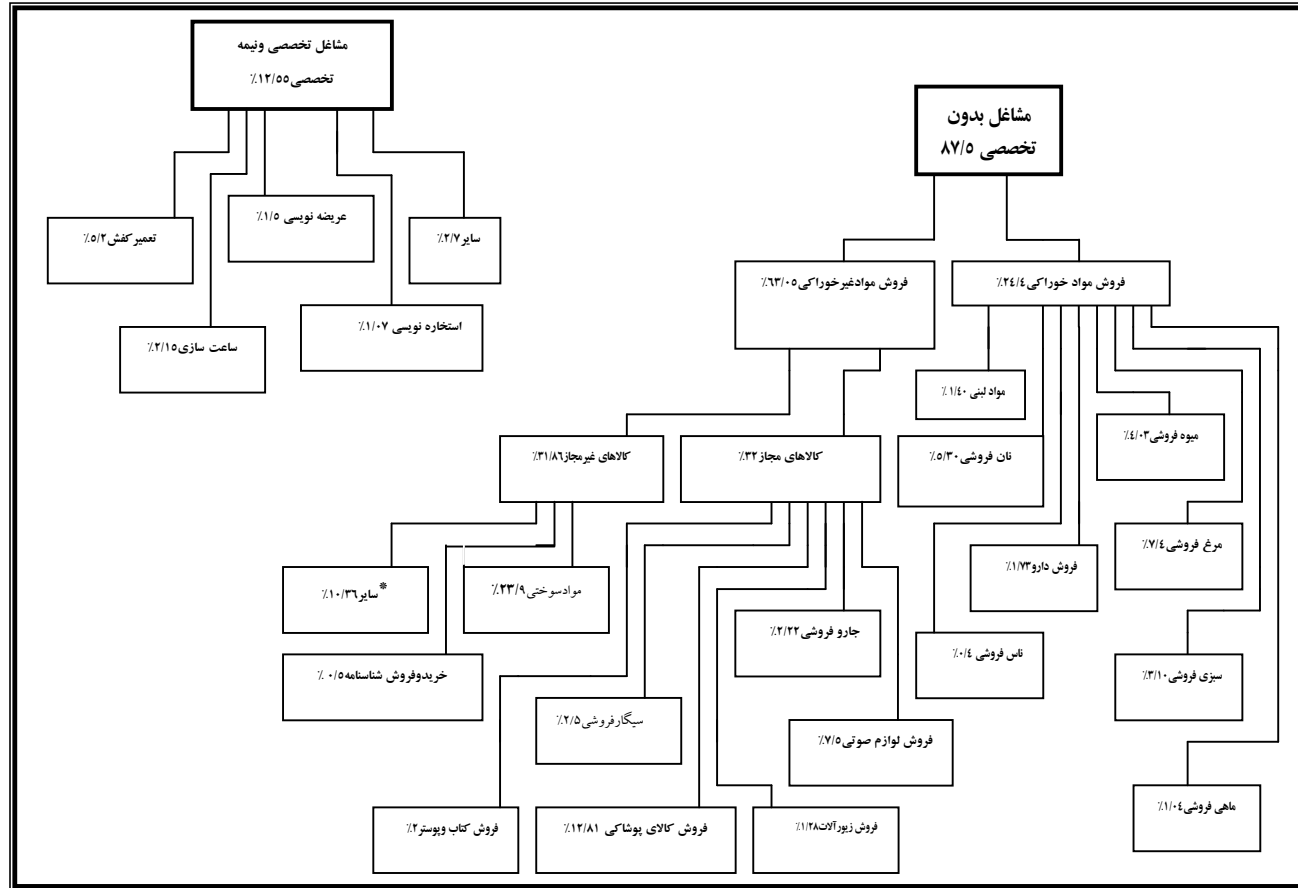 مشاغل تخصصی ونیمه
تخصصی۱۲/۵۵٪
مشاغل بدون
تخصصی ۸۷/۵
عریضه نویسی ۱/۵٪
سایر۲/۷٪
تعمیرکفش۵/۲٪
استخاره نویسی ۱/۰۷٪
ساعت سازی۲/۱۵٪
فروش موادغیرخوراکی۶۳/۰۵٪
فروش مواد خوراکی۲۴/٤٪
مواد لبنی ۱/٤۰٪
میوه فروشی٤/۰۳٪
کالاهای غیرمجاز۳۱/۸۶٪
کالاهای مجاز۳۲٪
نان فروشی۵/۳۰٪
مرغ فروشی۷/٤٪
فروش دارو۱/۷۳٪
*سایر۱۰/۳۶٪
موادسوختی۲۳/۹٪
جارو فروشی۲/۲۲٪
ناس فروشی ۰/٤٪
خریدوفروش شناسنامه۰/۵ ٪
سبزی فروشی۳/۱۰٪
سیگارفروشی۲/۵٪
فروش لوازم صوتی۷/۵٪
فروش کتاب وپوستر۲٪
فروش کالای پوشاکی ۱۲/۸۱٪
فروش زیورآلات۱/۲۸٪
ماهی فروشی۱/۰٤٪